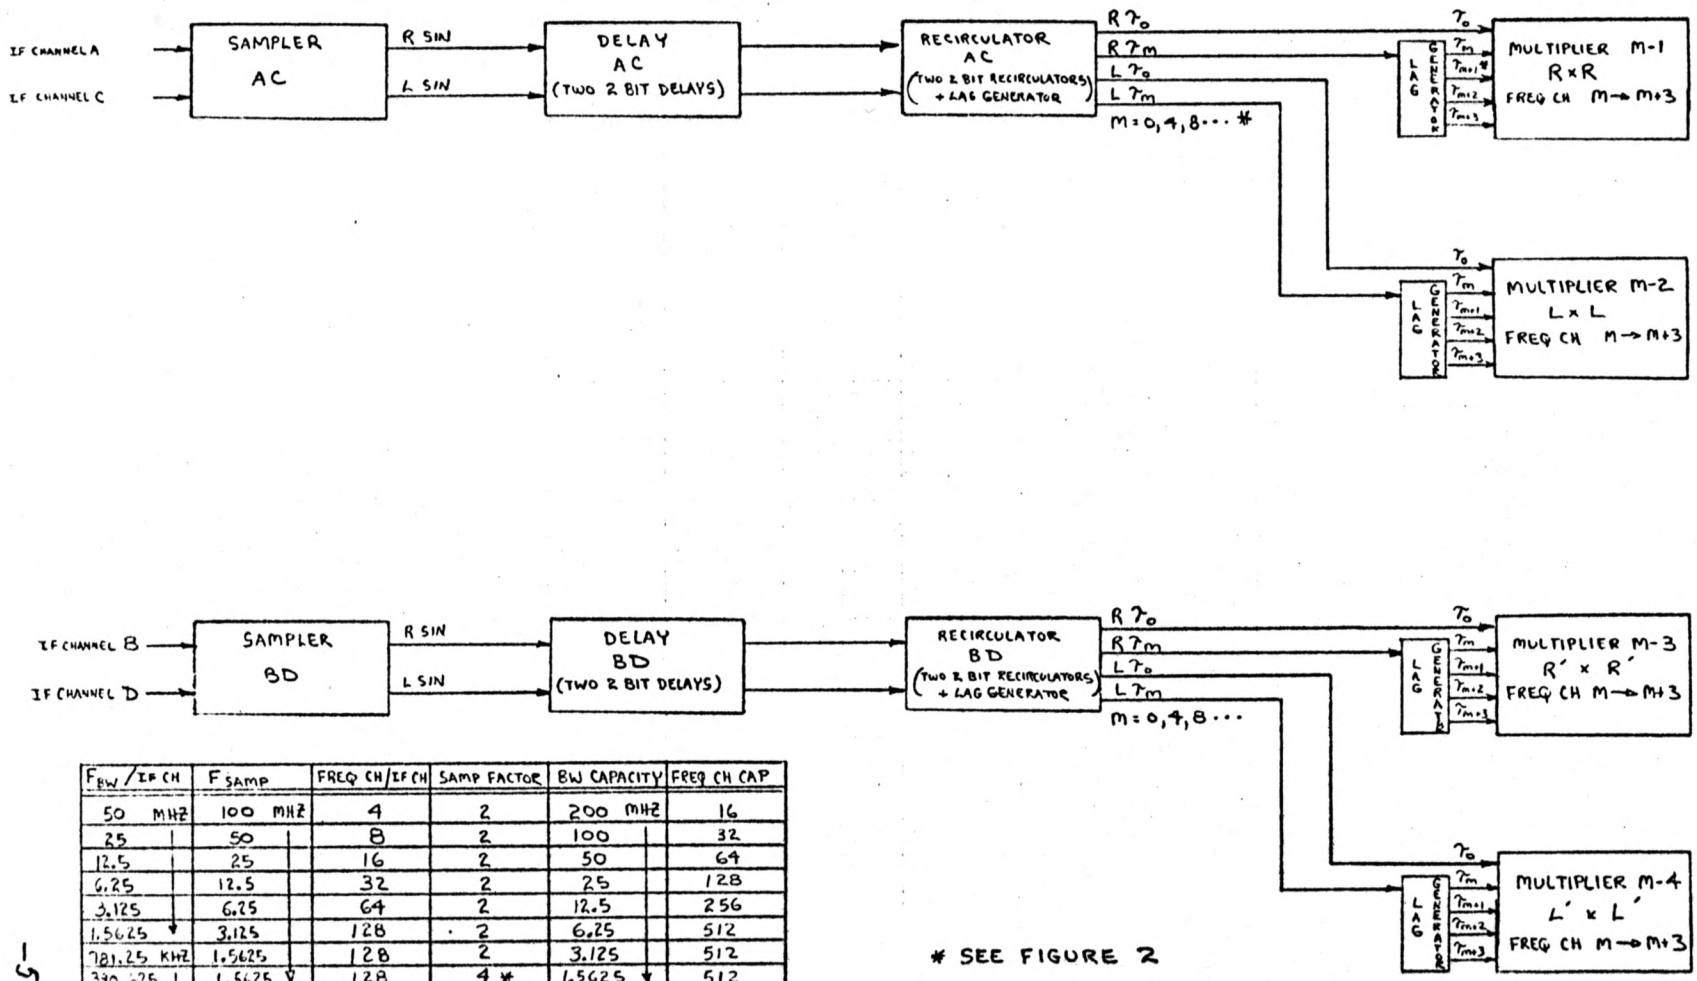 IF CHANNEL A
IF CHANNEL C
SAMPLER
AC
R SIN
L SIN
DELAY
AC
(TWO 2 BIT DELAYS)
RECIRCULATOR
AC
(TWO 2 BIT RECIRCULATORS)
+ LAG GENERATOR
R τ₀
R τm
L τ₀
L τm
m = 0, 4, 8 ... *
LAG
GENERATOR
τ₀
τm
τm+1 *
τm+2
τm+3
MULTIPLIER M-1
R × R
FREQ CH M → M+3
LAG
GENERATOR
τ₀
τm
τm+1
τm+2
τm+3
MULTIPLIER M-2
L × L
FREQ CH M → M+3
IF CHANNEL B
IF CHANNEL D
SAMPLER
BD
R SIN
L SIN
DELAY
BD
(TWO 2 BIT DELAYS)
RECIRCULATOR
BD
(TWO 2 BIT RECIRCULATORS)
+ LAG GENERATOR
R τ₀
R τm
L τ₀
L τm
m = 0, 4, 8 ...
LAG
τ₀
τm
τm+1
τm+2
τm+3
MULTIPLIER M-3
R' × R'
FREQ CH M → M+3
LAG
GENERATOR
τ₀
τm
τm+1
τm+2
τm+3
MULTIPLIER M-4
L' × L'
FREQ CH M → M+3
FBW / IF CH FSAMP FREQ CH/IF CH SAMP FACTOR BW CAPACITY FREQ CH CAP
50 MHZ 100 MHZ 4 2 200 MHZ 16
25 50 8 2 100 32
12.5 25 16 2 50 64
6.25 12.5 32 2 25 128
3.125 6.25 64 2 12.5 256
1.5625 3.125 128 2 6.25 512
781.25 KHZ 1.5625 128 2 3.125 512
1.5625 128 4 * 1.5625 512
* SEE FIGURE 2
-5